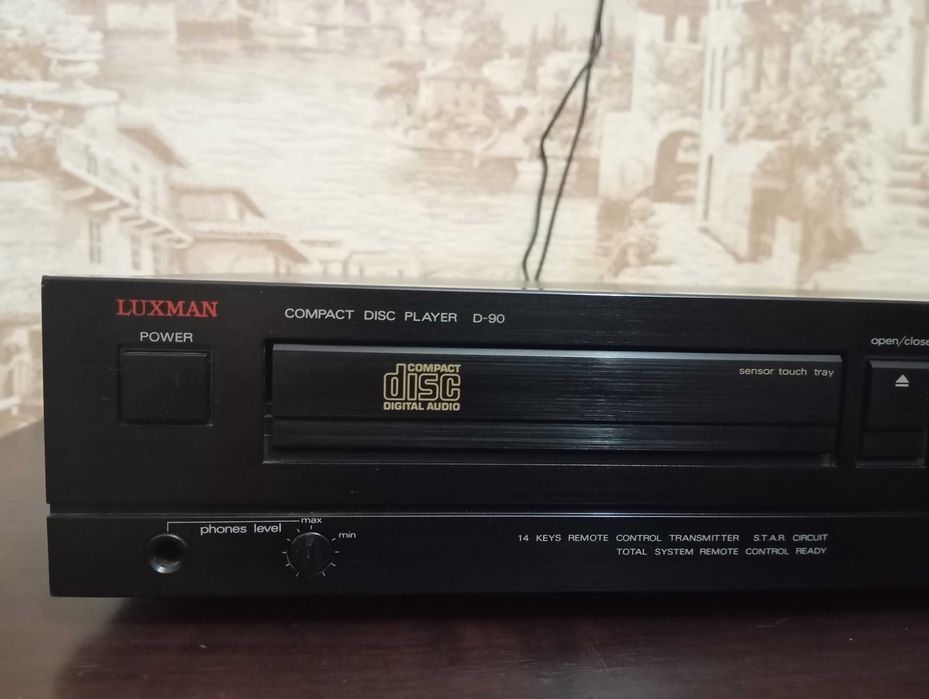 LUXMAN
COMPACT DISC PLAYER D-90
POWER
open/close
COMPACT
disc
DIGITAL AUDIO
sensor touch tray
phones level
max
min
14 KEYS REMOTE CONTROL TRANSMITTER S.T.A.R. CIRCUIT
TOTAL SYSTEM REMOTE CONTROL READY